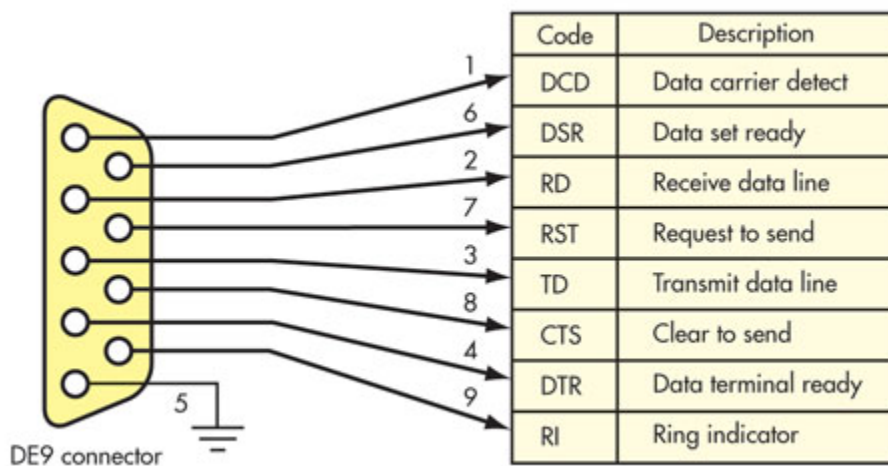 Code Description
1 DCD Data carrier detect
6 DSR Data set ready
2 RD Receive data line
7 RST Request to send
3 TD Transmit data line
8 CTS Clear to send
4 DTR Data terminal ready
9 RI Ring indicator
5
DE9 connector